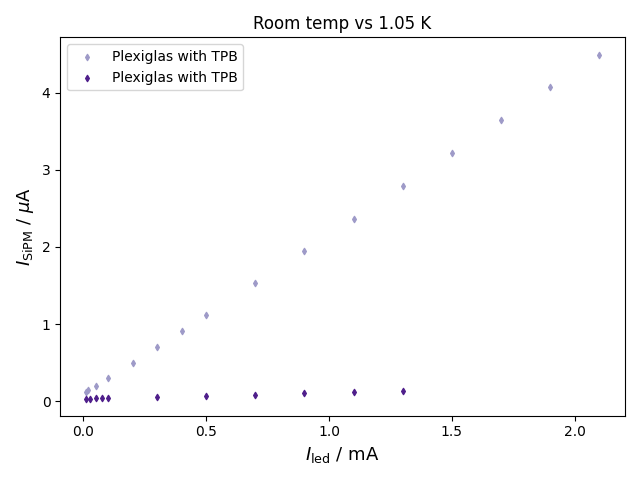 Room temp vs 1.05 K
Plexiglas with TPB
Plexiglas with TPB
I_SiPM / μA
4
3
2
1
0
0.0 0.5 1.0 1.5 2.0
I_led / mA